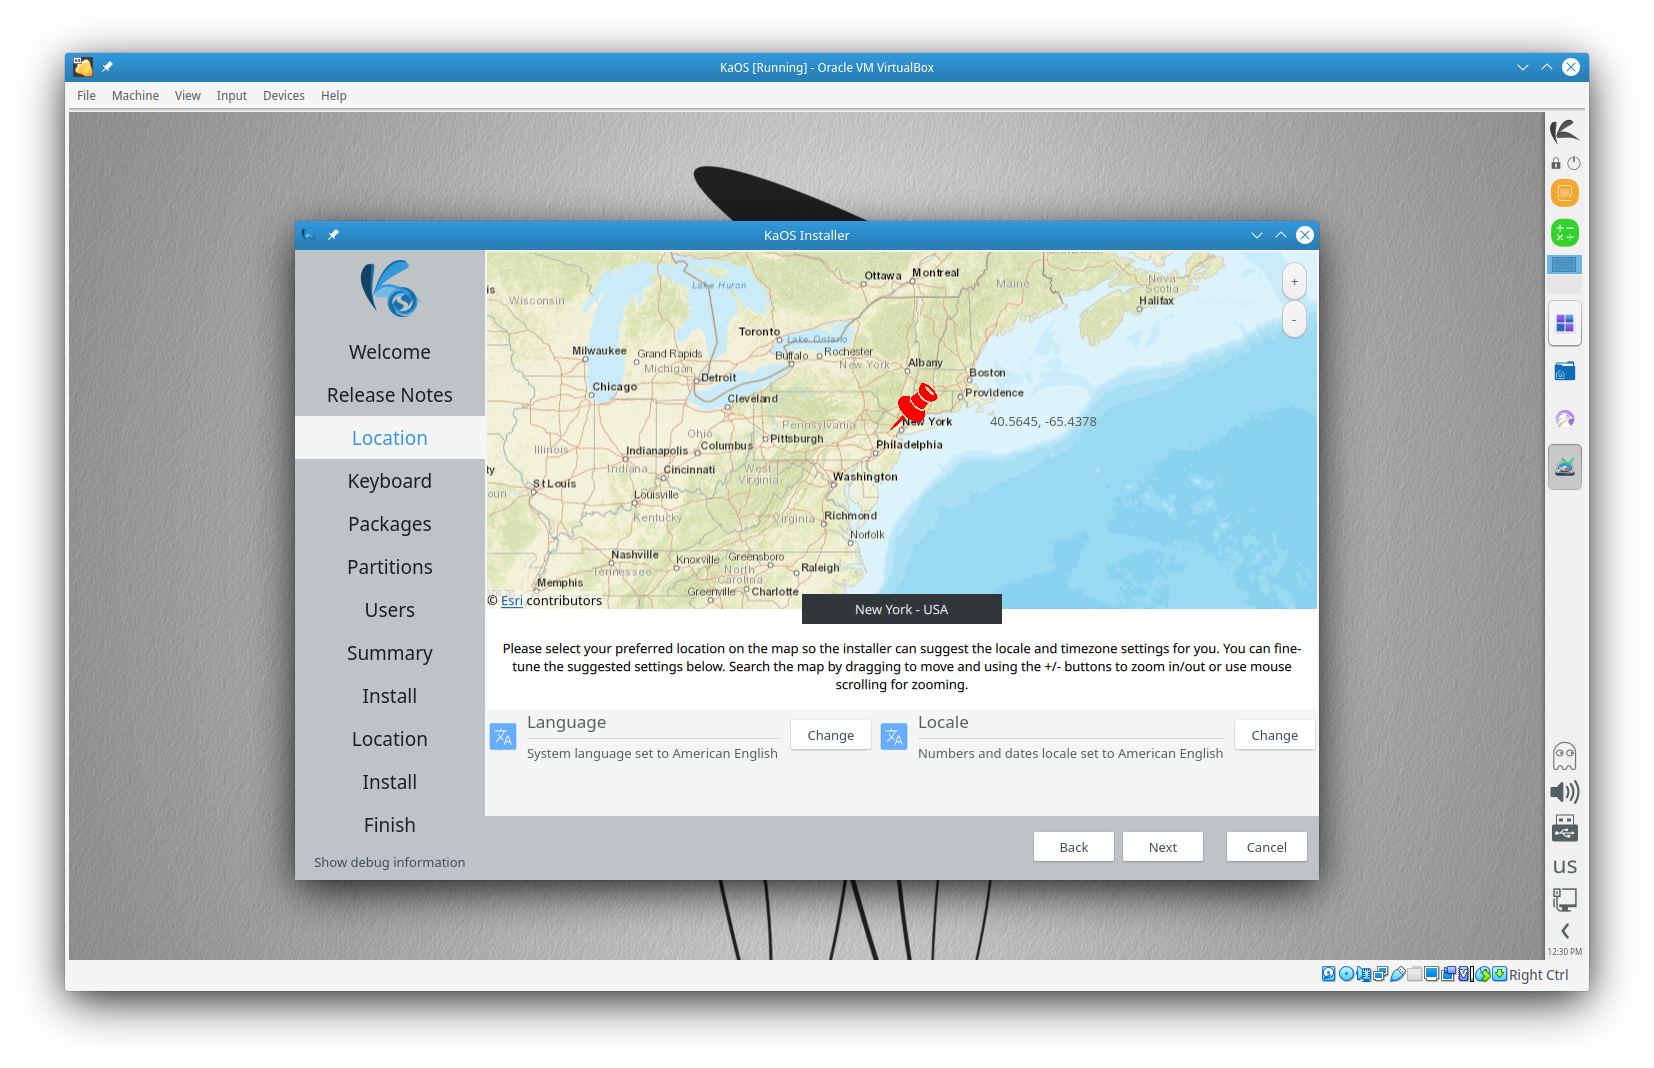 KaOS [Running] - Oracle VM VirtualBox
File Machine View Input Devices Help
KaOS Installer
Welcome
Release Notes
Location
Keyboard
Packages
Partitions
Users
Summary
Install
Location
Install
Finish
Show debug information
Ottawa
Montreal
Maine
Nova
Scotia
Halifax
is
Wisconsin
Lake Huron
Toronto
Lake Ontario
Milwaukee
Grand Rapids
Michigan
Buffalo
Rochester
New York
Albany
Boston
Detroit
Chicago
Cleveland
Providence
New York
40.5645, -65.4378
Pennsylvania
Ohio
Pittsburgh
Philadelphia
Illinois
Indianapolis
Columbus
Indiana
Cincinnati
West
Virginia
Washington
ty
St Louis
ouri
Louisville
Kentucky
Virginia
Richmond
Norfolk
Nashville
Tennessee
Knoxville
Greensboro
North
Carolina
Raleigh
Memphis
Greenville
Charlotte
© Esri contributors
+
-
New York - USA
Please select your preferred location on the map so the installer can suggest the locale and timezone settings for you. You can fine-
tune the suggested settings below. Search the map by dragging to move and using the +/- buttons to zoom in/out or use mouse
scrolling for zooming.
Language
System language set to American English
Change
Locale
Numbers and dates locale set to American English
Change
Back
Next
Cancel
us
12:30 PM
Right Ctrl